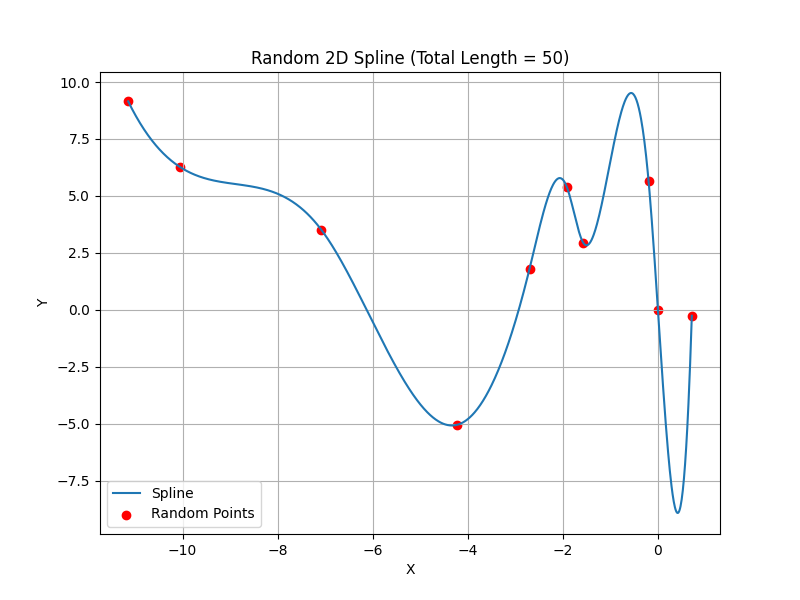 Random 2D Spline (Total Length = 50)
10.0
7.5
5.0
2.5
0.0
−2.5
−5.0
−7.5
Y
Spline
Random Points
−10
−8
−6
−4
−2
0
X